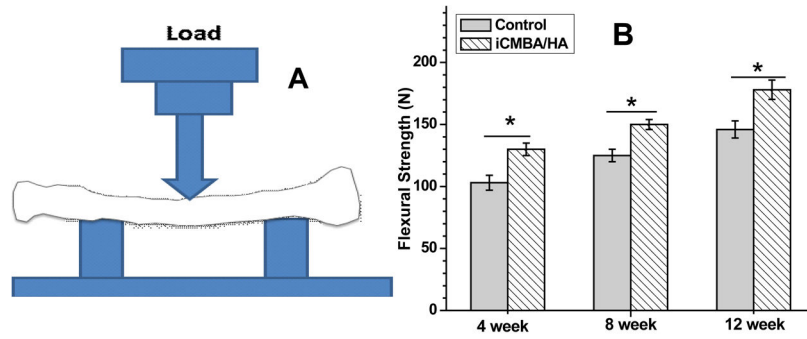 Load
A
B
Control
iCMBA/HA
Flexural Strength (N)
200
150
100
50
0
*
*
*
4 week
8 week
12 week